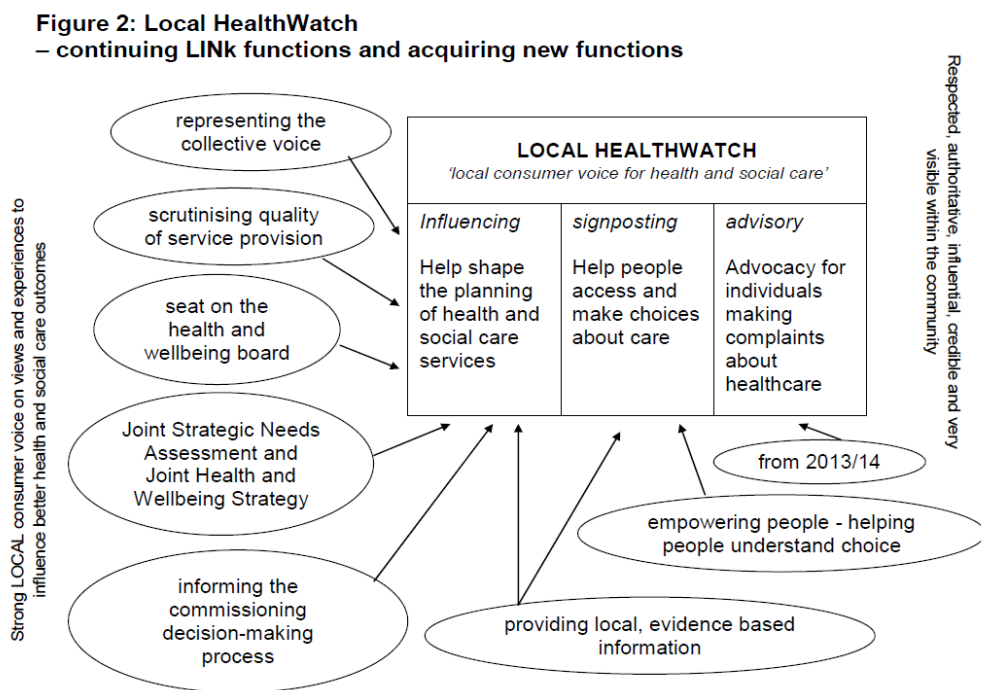 Figure 2: Local HealthWatch
– continuing LINk functions and acquiring new functions
representing the
collective voice
scrutinising quality
of service provision
seat on the
health and
wellbeing board
Joint Strategic Needs
Assessment and
Joint Health and
Wellbeing Strategy
informing the
commissioning
decision-making
process
LOCAL HEALTHWATCH
‘local consumer voice for health and social care’
Influencing
Help shape
the planning
of health and
social care
services
signposting
Help people
access and
make choices
about care
advisory
Advocacy for
individuals
making
complaints
about
healthcare
from 2013/14
empowering people - helping
people understand choice
providing local, evidence based
information
Strong LOCAL consumer voice on views and experiences to
influence better health and social care outcomes
Respected, authoritative, influential, credible and very
visible within the community